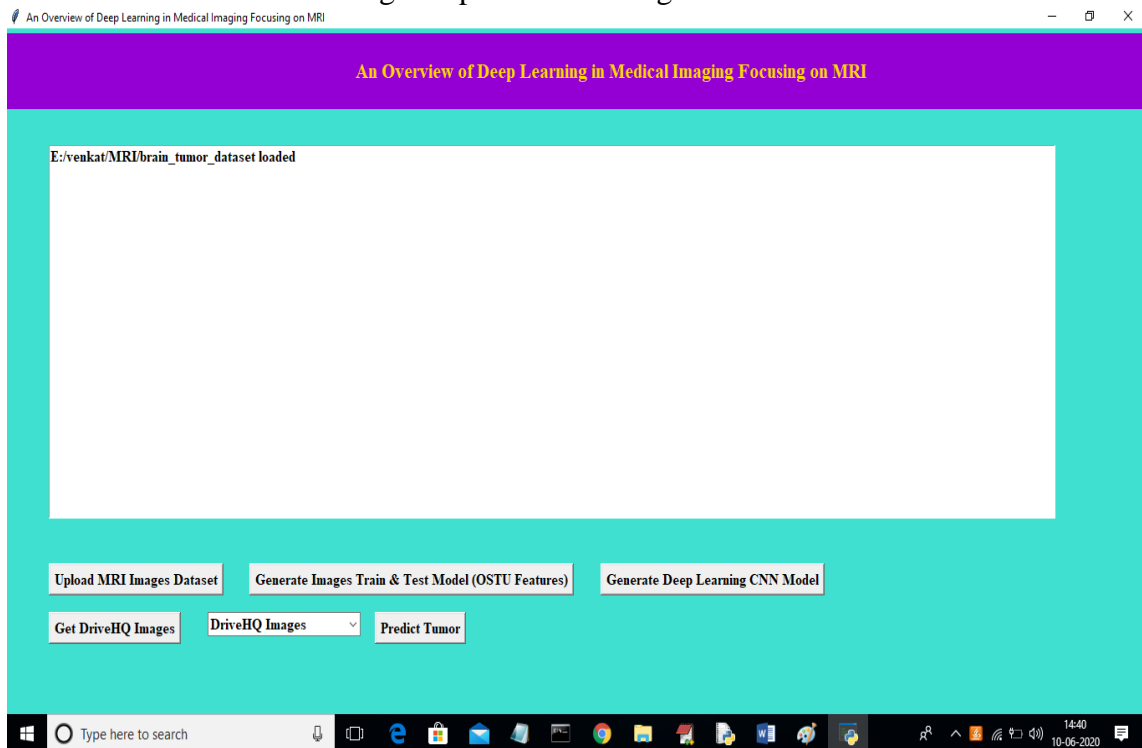 An Overview of Deep Learning in Medical Imaging Focusing on MRI
An Overview of Deep Learning in Medical Imaging Focusing on MRI
E:/venkat/MRI/brain_tumor_dataset loaded
Upload MRI Images Dataset
Generate Images Train & Test Model (OSTU Features)
Generate Deep Learning CNN Model
Get DriveHQ Images
DriveHQ Images
Predict Tumor
Type here to search
14:40
10-06-2020